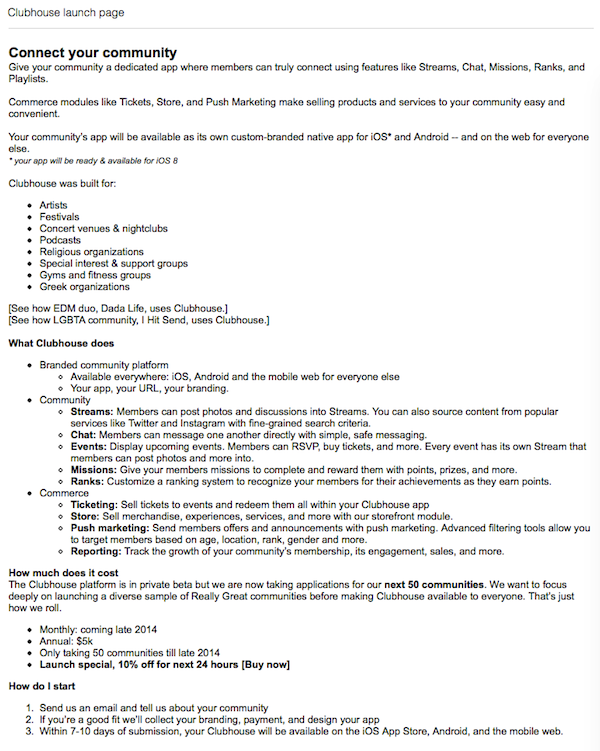 Clubhouse launch page
Connect your community
Give your community a dedicated app where members can truly connect using features like Streams, Chat, Missions, Ranks, and
Playlists.
Commerce modules like Tickets, Store, and Push Marketing make selling products and services to your community easy and
convenient.
Your community's app will be available as its own custom-branded native app for iOS* and Android -- and on the web for everyone
else.
* your app will be ready & available for iOS 8
Clubhouse was built for:
• Artists
• Festivals
• Concert venues & nightclubs
• Podcasts
• Religious organizations
• Special interest & support groups
• Gyms and fitness groups
• Greek organizations
[See how EDM duo, Dada Life, uses Clubhouse.]
[See how LGBTA community, I Hit Send, uses Clubhouse.]
What Clubhouse does
• Branded community platform
◦ Available everywhere: iOS, Android and the mobile web for everyone else
◦ Your app, your URL, your branding.
• Community
◦ Streams: Members can post photos and discussions into Streams. You can also source content from popular
services like Twitter and Instagram with fine-grained search criteria.
◦ Chat: Members can message one another directly with simple, safe messaging.
◦ Events: Display upcoming events. Members can RSVP, buy tickets, and more. Every event has its own Stream that
members can post photos and more into.
◦ Missions: Give your members missions to complete and reward them with points, prizes, and more.
◦ Ranks: Customize a ranking system to recognize your members for their achievements as they earn points.
• Commerce
◦ Ticketing: Sell tickets to events and redeem them all within your Clubhouse app
◦ Store: Sell merchandise, experiences, services, and more with our storefront module.
◦ Push marketing: Send members offers and announcements with push marketing. Advanced filtering tools allow you
to target members based on age, location, rank, gender and more.
◦ Reporting: Track the growth of your community's membership, its engagement, sales, and more.
How much does it cost
The Clubhouse platform is in private beta but we are now taking applications for our next 50 communities. We want to focus
deeply on launching a diverse sample of Really Great communities before making Clubhouse available to everyone. That's just
how we roll.
• Monthly: coming late 2014
• Annual: $5k
• Only taking 50 communities till late 2014
• Launch special, 10% off for next 24 hours [Buy now]
How do I start
1. Send us an email and tell us about your community
2. If you're a good fit we'll collect your branding, payment, and design your app
3. Within 7-10 days of submission, your Clubhouse will be available on the iOS App Store, Android, and the mobile web.